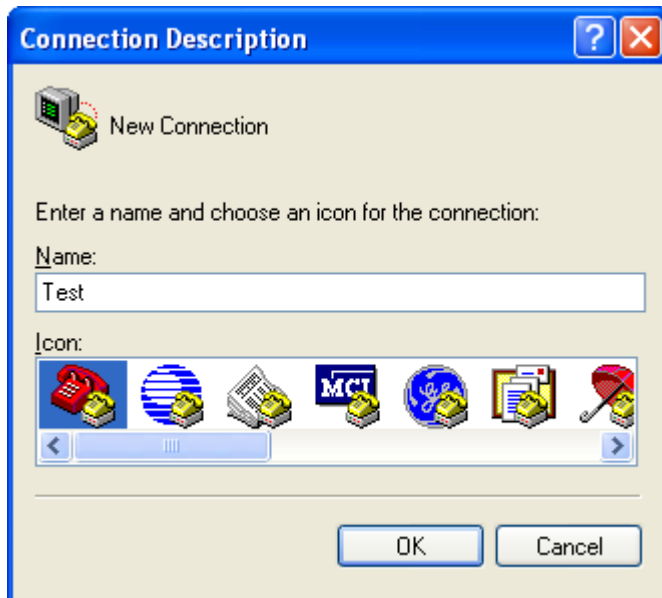 Connection Description
New Connection
Enter a name and choose an icon for the connection:
Name:
Test
Icon:
MCI
OK Cancel